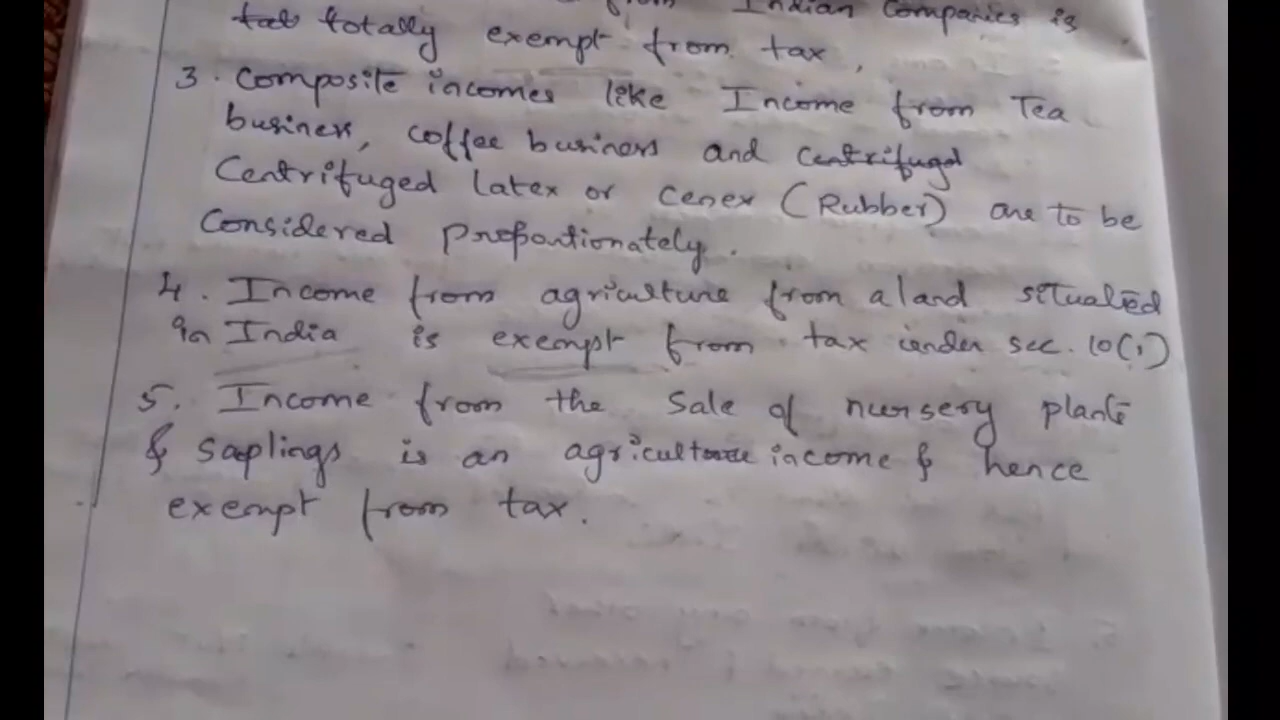 from Indian Companies is
totally exempt from tax,
3. Composite incomes like Income from Tea
business, coffee business and centrifugal
Centrifuged latex or cenex (Rubber) are to be
Considered proportionately.
4. Income from agriculture from a land situated
in India is exempt from tax under sec. 10(1)
5. Income from the sale of nursery plants
& saplings is an agriculture income & hence
exempt from tax.